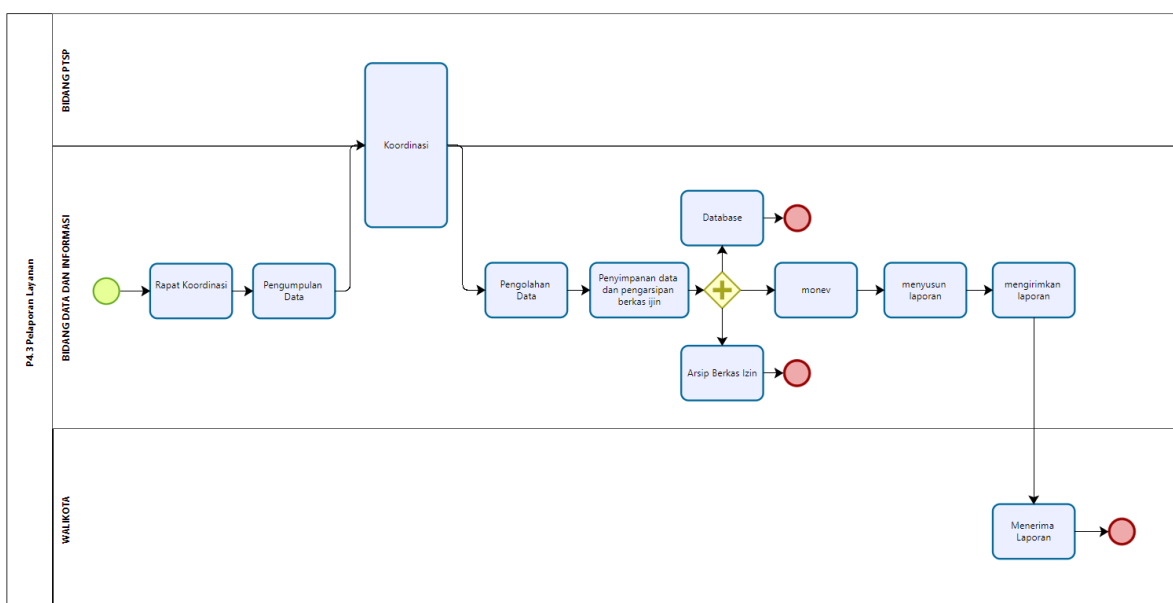 P4.3 Pelaporan Layanan
BIDANG PTSP
Koordinasi
BIDANG DATA DAN INFORMASI
Rapat Koordinasi
Pengumpulan
Data
Pengolahan
Data
Penyimpanan data
dan pengarsipan
berkas ijin
Database
Arsip Berkas Izin
monev
menyusun
laporan
mengirimkan
laporan
WALIKOTA
Menerima
Laporan